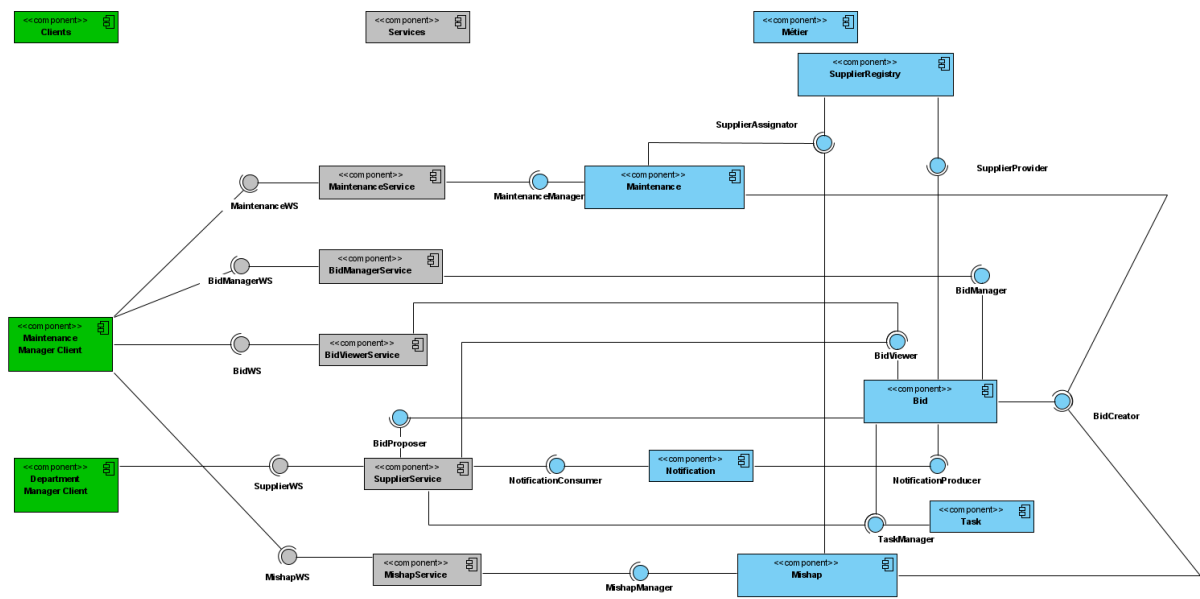 <<component>>
Clients
<<component>>
Services
<<component>>
Métier
<<component>>
SupplierRegistry
SupplierAssignator
SupplierProvider
<<component>>
MaintenanceService
<<component>>
Maintenance
MaintenanceWS
MaintenanceManager
<<component>>
BidManagerService
BidManagerWS
BidManager
<<component>>
Maintenance
Manager Client
<<component>>
BidViewerService
BidWS
BidViewer
<<component>>
Bid
BidCreator
BidProposer
<<component>>
Department
Manager Client
SupplierWS
<<component>>
SupplierService
NotificationConsumer
<<component>>
Notification
NotificationProducer
<<component>>
Task
TaskManager
MishapWS
<<component>>
MishapService
MishapManager
<<component>>
Mishap